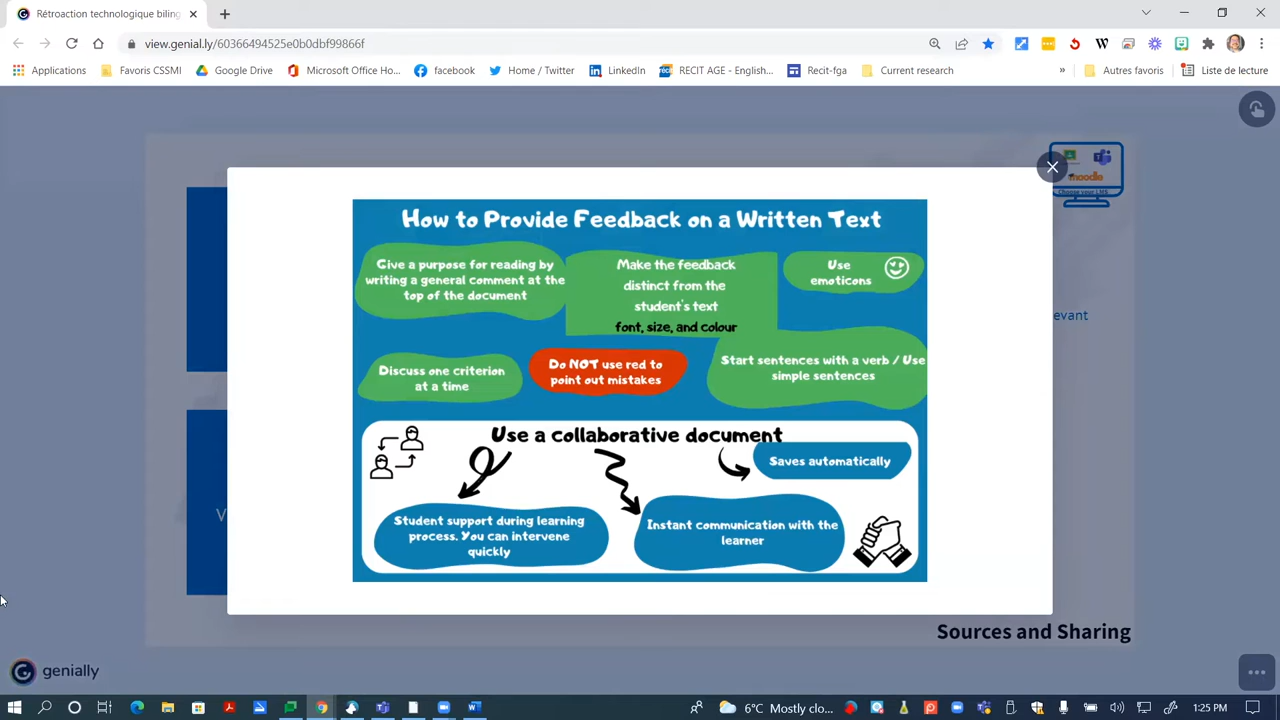 Rétroaction technologique biling
view.genial.ly/60366494525e0b0dbf98966f
Applications
Favoris CSSMI
Google Drive
Microsoft Office Ho...
facebook
Home / Twitter
LinkedIn
RECIT AGE - English...
Recit-fga
Current research
»
Autres favoris
Liste de lecture
moodle
Choose your LMS
How to Provide Feedback on a Written Text
Give a purpose for reading by
writing a general comment at the
top of the document
Make the feedback
distinct from the
student's text
font, size, and colour
Use
emoticons
evant
Discuss one criterion
at a time
Do NOT use red to
point out mistakes
Start sentences with a verb / Use
simple sentences
Use a collaborative document
Saves automatically
Student support during learning
process. You can intervene
quickly
Instant communication with the
learner
V
Sources and Sharing
genially
6°C Mostly clo...
1:25 PM